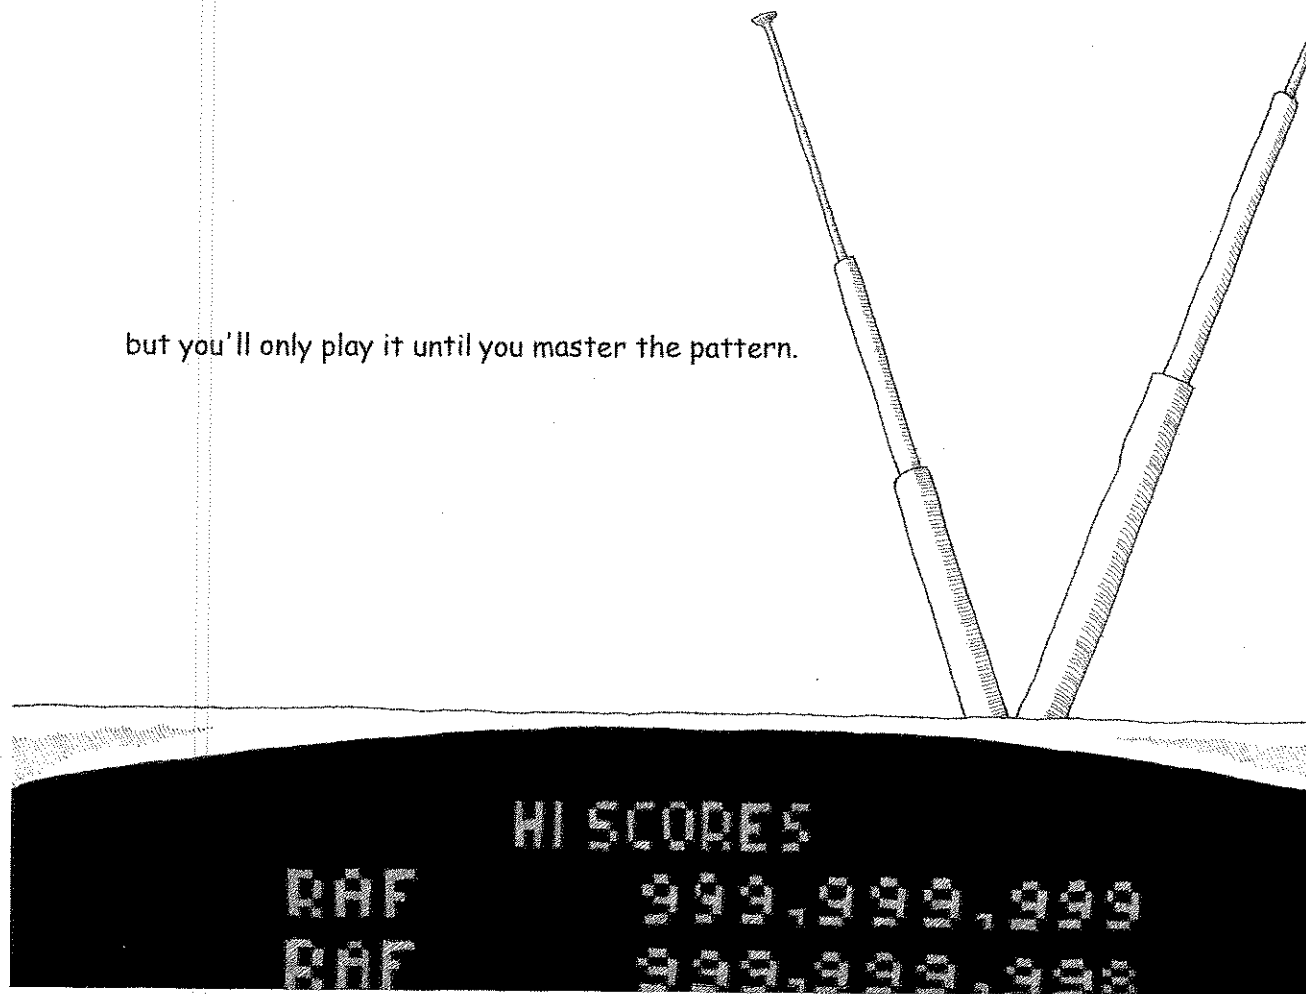 but you'll only play it until you master the pattern.
HI SCORES
RAF 999,999,999
RAF 999,999,998